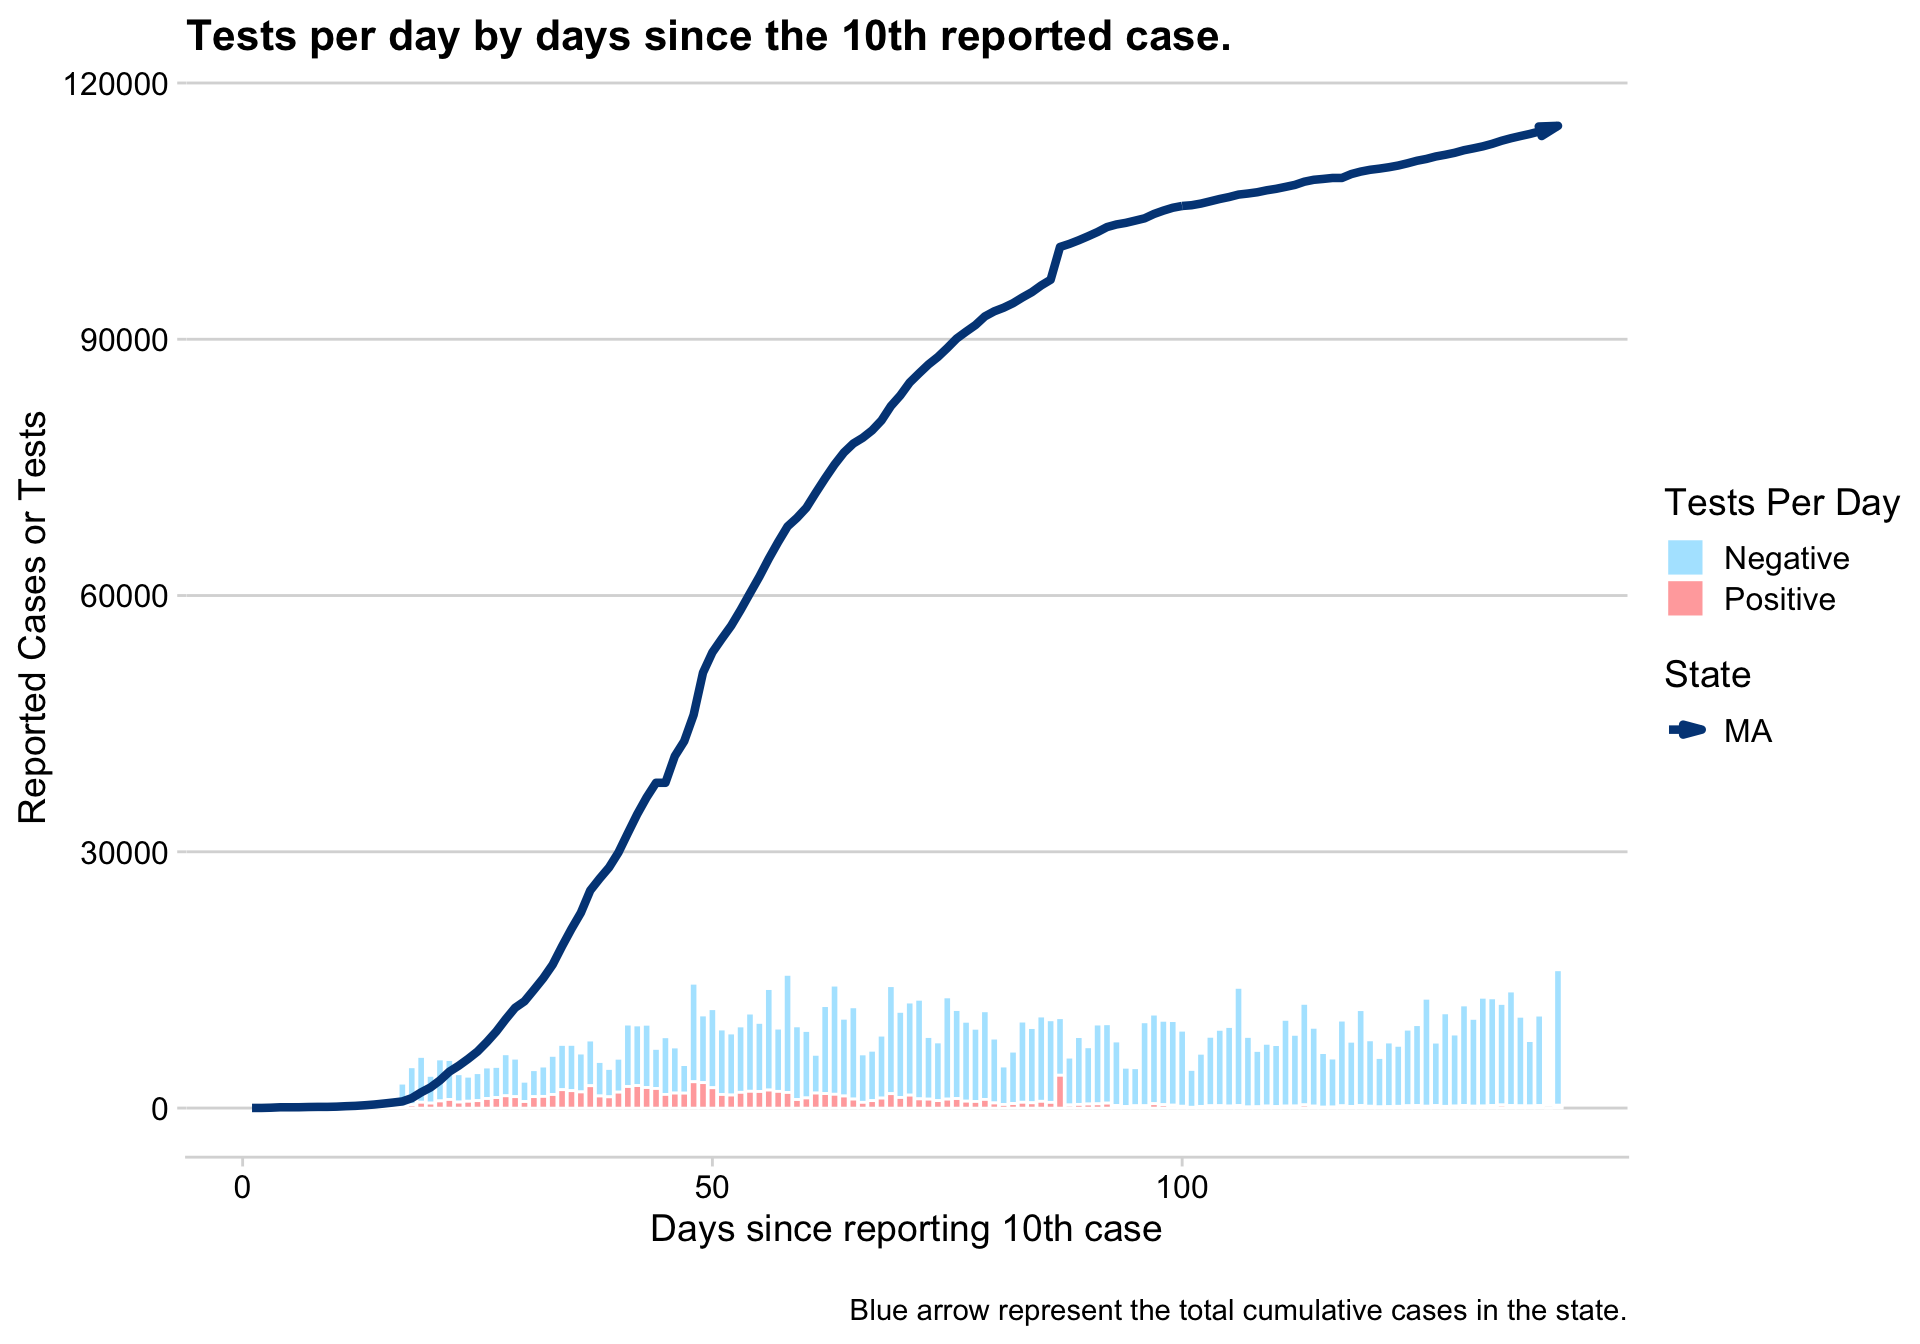 Tests per day by days since the 10th reported case.
120000
90000
60000
30000
0
Reported Cases or Tests
0 50 100
Days since reporting 10th case
Tests Per Day
Negative
Positive
State
MA
Blue arrow represent the total cumulative cases in the state.